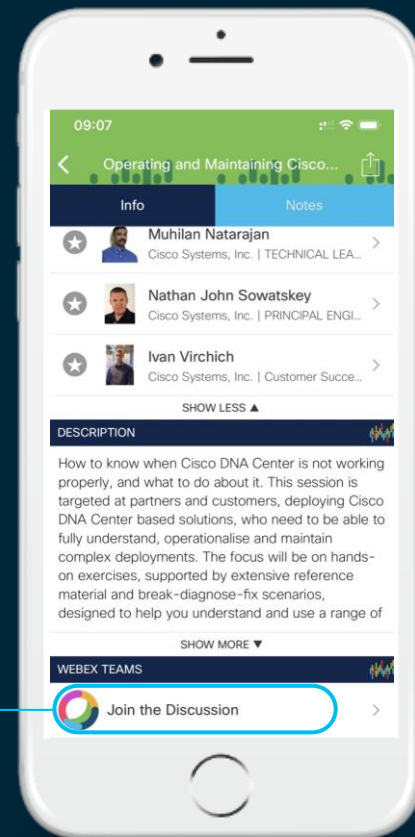 09:07
Operating and Maintaining Cisco...
Info
Notes
Muhilan Natarajan
Cisco Systems, Inc. | TECHNICAL LEA...
Nathan John Sowatskey
Cisco Systems, Inc. | PRINCIPAL ENGI...
Ivan Virchich
Cisco Systems, Inc. | Customer Succe...
SHOW LESS ▲
DESCRIPTION
How to know when Cisco DNA Center is not working
properly, and what to do about it. This session is
targeted at partners and customers, deploying Cisco
DNA Center based solutions, who need to be able to
fully understand, operationalise and maintain
complex deployments. The focus will be on hands-
on exercises, supported by extensive reference
material and break-diagnose-fix scenarios,
designed to help you understand and use a range of
SHOW MORE ▼
WEBEX TEAMS
Join the Discussion